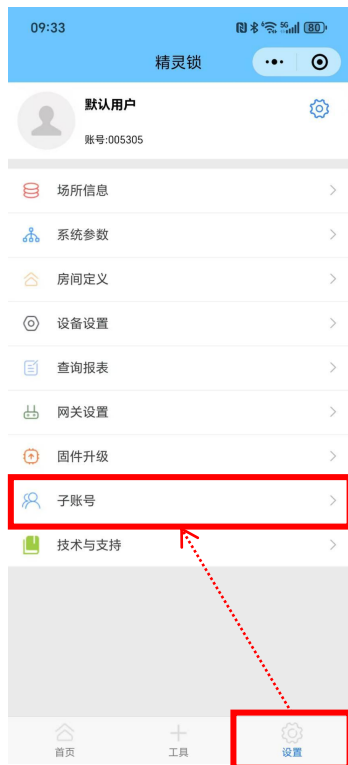 09:33 5G 80
精灵锁
默认用户
账号:005305
场所信息
系统参数
房间定义
设备设置
查询报表
网关设置
固件升级
子账号
技术与支持
首页 工具 设置